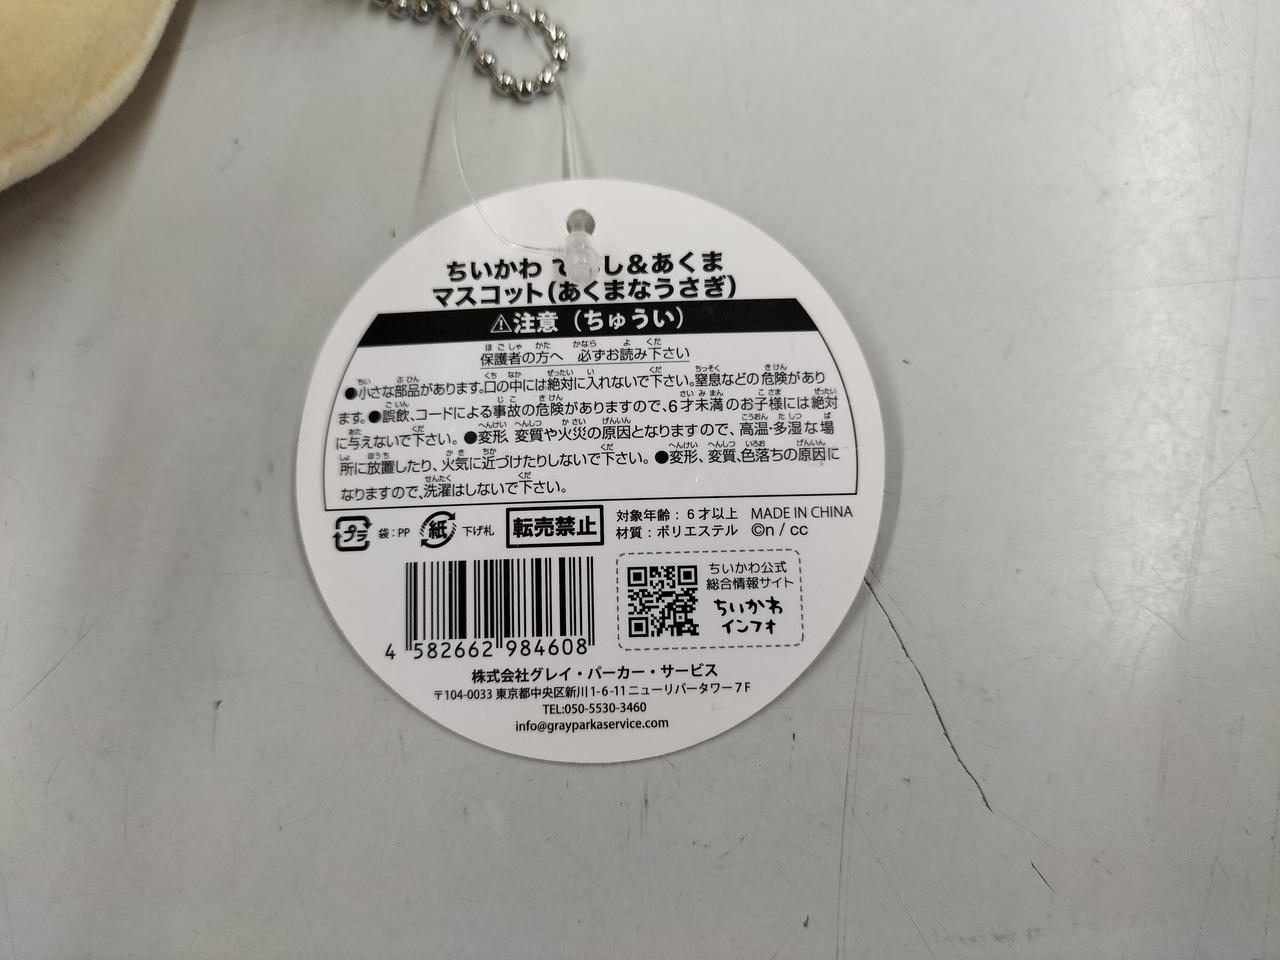 ちいかわ て し&あくま
マスコット(あくまなうさぎ)
⚠注意(ちゅうい)
保護者の方へ 必ずお読み下さい
●小さな部品があります。口の中には絶対に入れないで下さい。窒息などの危険があり
ます。●誤飲、コードによる事故の危険がありますので、6才未満のお子様には絶対
に与えないで下さい。●変形、変質や火災の原因となりますので、高温・多湿な場
所に放置したり、火気に近づけたりしないで下さい。●変形、変質、色落ちの原因に
なりますので、洗濯はしないで下さい。
プラ 袋:PP 紙 下げ札 転売禁止
対象年齢:6才以上 MADE IN CHINA
材質:ポリエステル ©n / cc
4 582662 984608
ちいかわ公式
総合情報サイト
ちいかわ
インフォ
株式会社グレイ・パーカー・サービス
〒104-0033 東京都中央区新川1-6-11ニューリバータワー7F
TEL:050-5530-3460
info@grayparkaservice.com